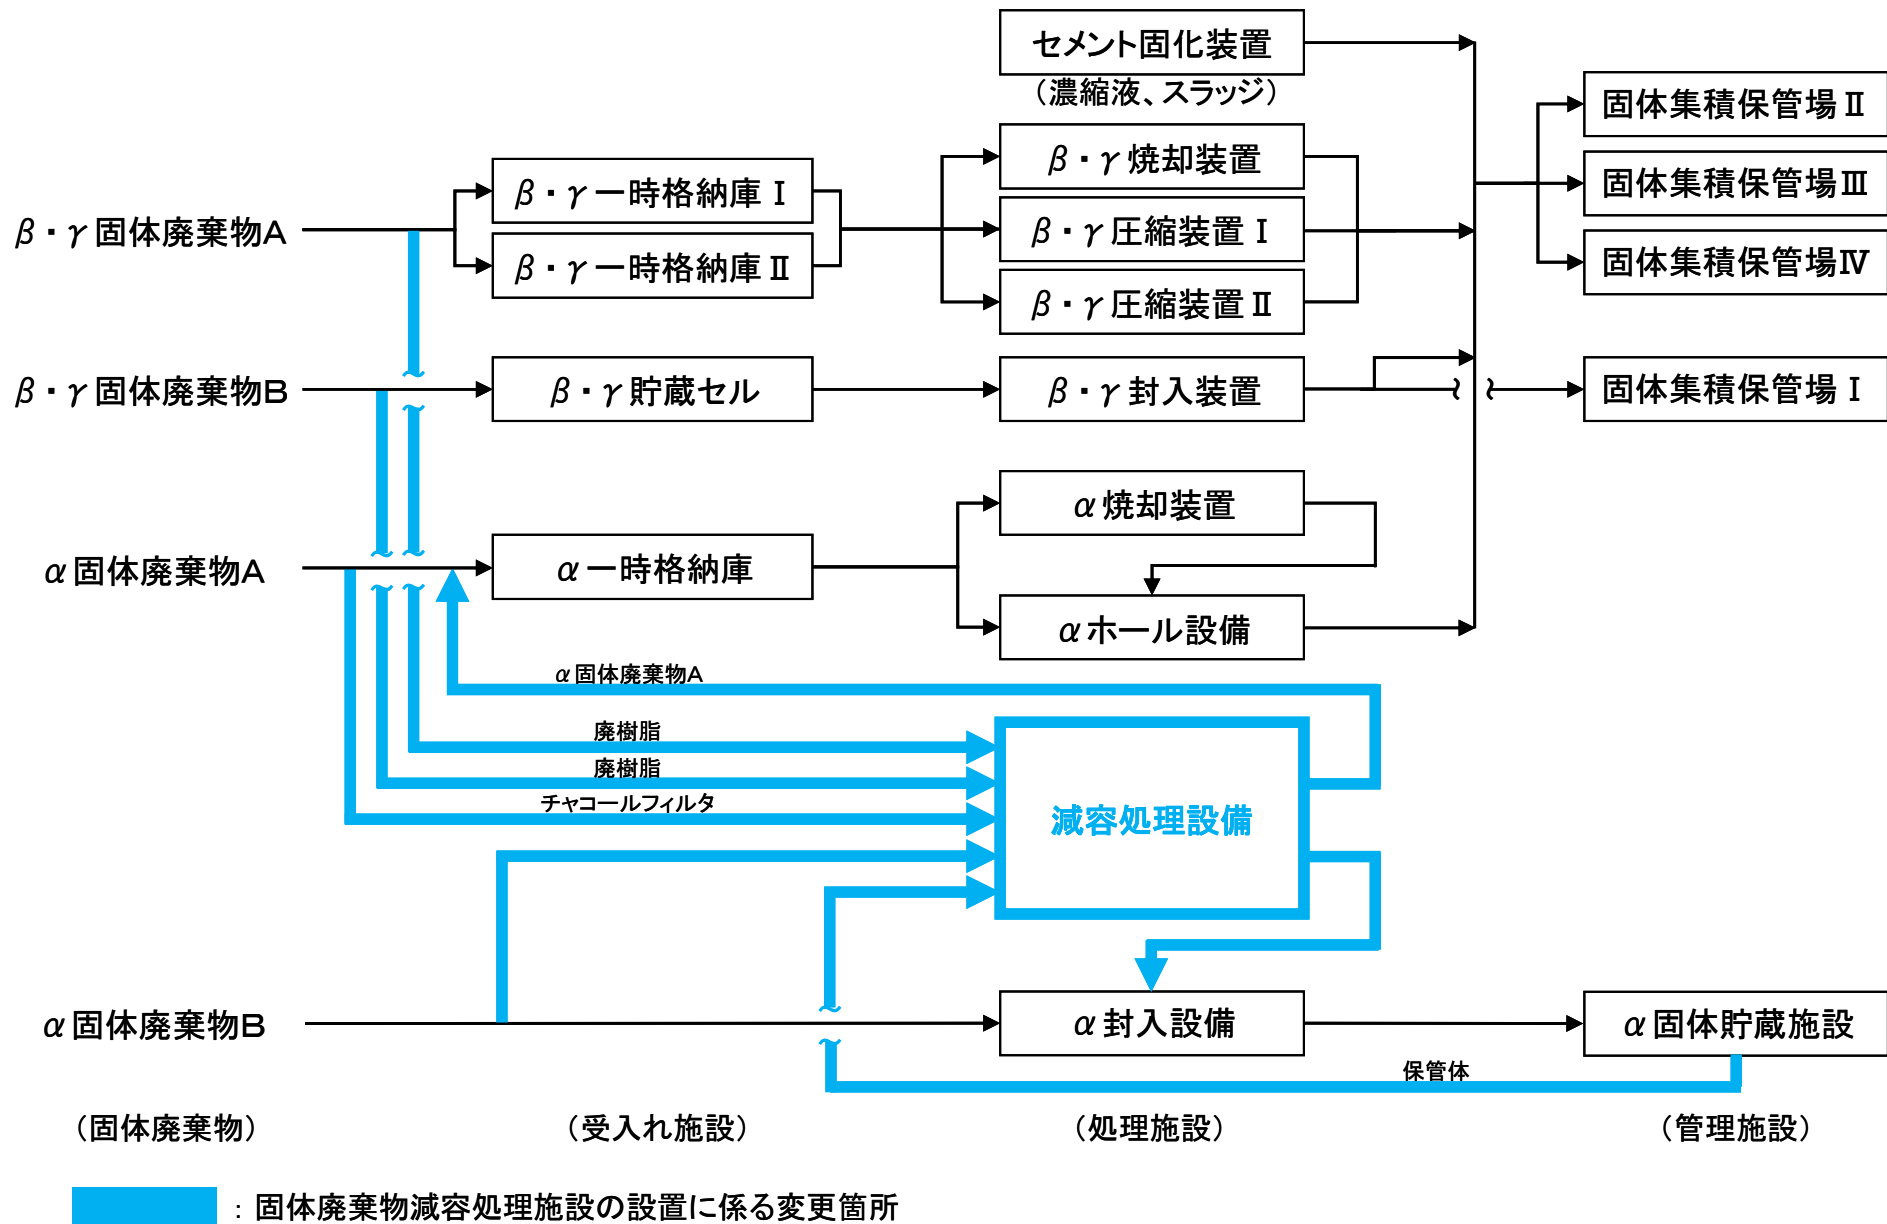 セメント固化装置
（濃縮液、スラッジ）
固体集積保管場Ⅱ
β・γ焼却装置
β・γ一時格納庫Ⅰ
固体集積保管場Ⅲ
β・γ固体廃棄物A
β・γ圧縮装置Ⅰ
β・γ一時格納庫Ⅱ
固体集積保管場Ⅳ
β・γ圧縮装置Ⅱ
β・γ固体廃棄物B
β・γ貯蔵セル
β・γ封入装置
固体集積保管場Ⅰ
α焼却装置
α固体廃棄物A
α一時格納庫
αホール設備
α固体廃棄物A
廃樹脂
廃樹脂
チャコールフィルタ
減容処理設備
α固体廃棄物B
α封入設備
α固体貯蔵施設
保管体
（固体廃棄物）
（受入れ施設）
（処理施設）
（管理施設）
：固体廃棄物減容処理施設の設置に係る変更箇所